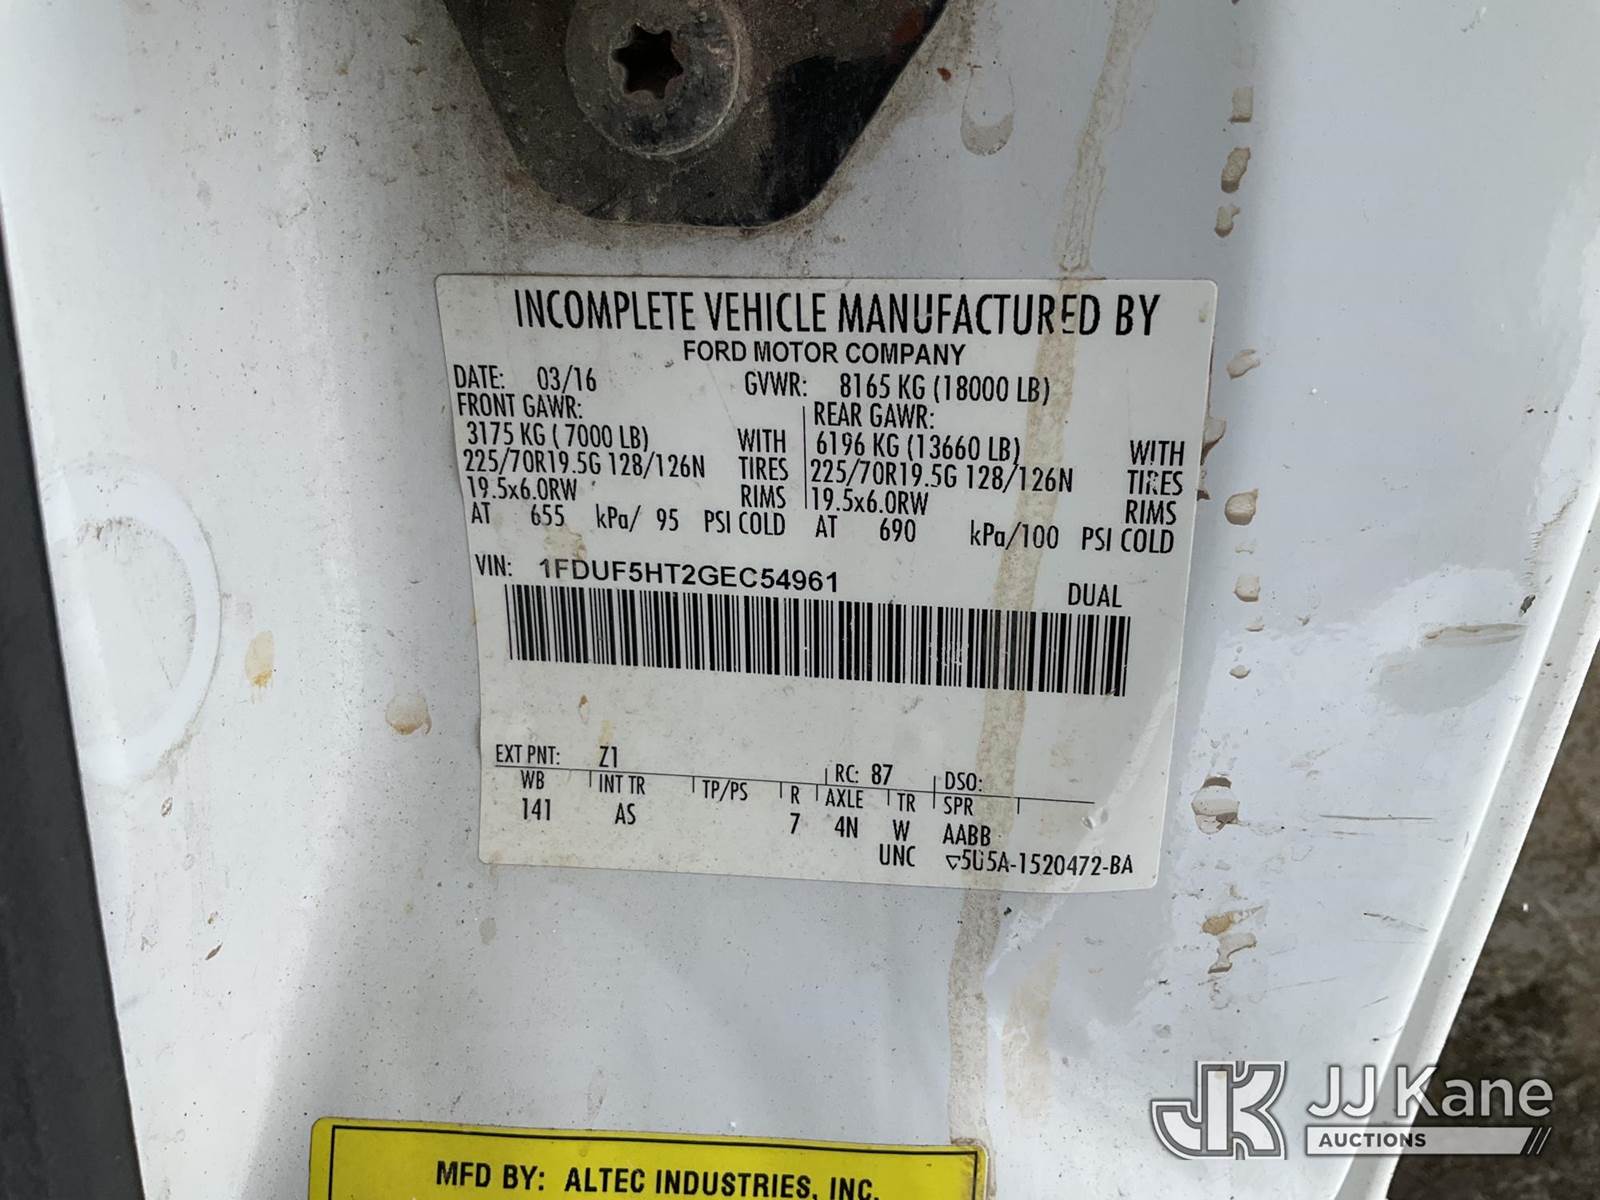 INCOMPLETE VEHICLE MANUFACTURED BY
FORD MOTOR COMPANY
DATE: 03/16 GVWR: 8165 KG (18000 LB)
FRONT GAWR: REAR GAWR:
3175 KG ( 7000 LB) WITH 6196 KG (13660 LB) WITH
225/70R19.5G 128/126N TIRES 225/70R19.5G 128/126N TIRES
19.5x6.0RW RIMS 19.5x6.0RW RIMS
AT 655 kPa/ 95 PSI COLD AT 690 kPa/100 PSI COLD
VIN: 1FDUF5HT2GEC54961 DUAL
EXT PNT: Z1 RC: 87 DSO:
WB INT TR TP/PS R AXLE TR SPR
141 AS 7 4N W AABB
UNC ▽5U5A-1520472-BA
MFD BY: ALTEC INDUSTRIES, INC.
JK JJ Kane
AUCTIONS